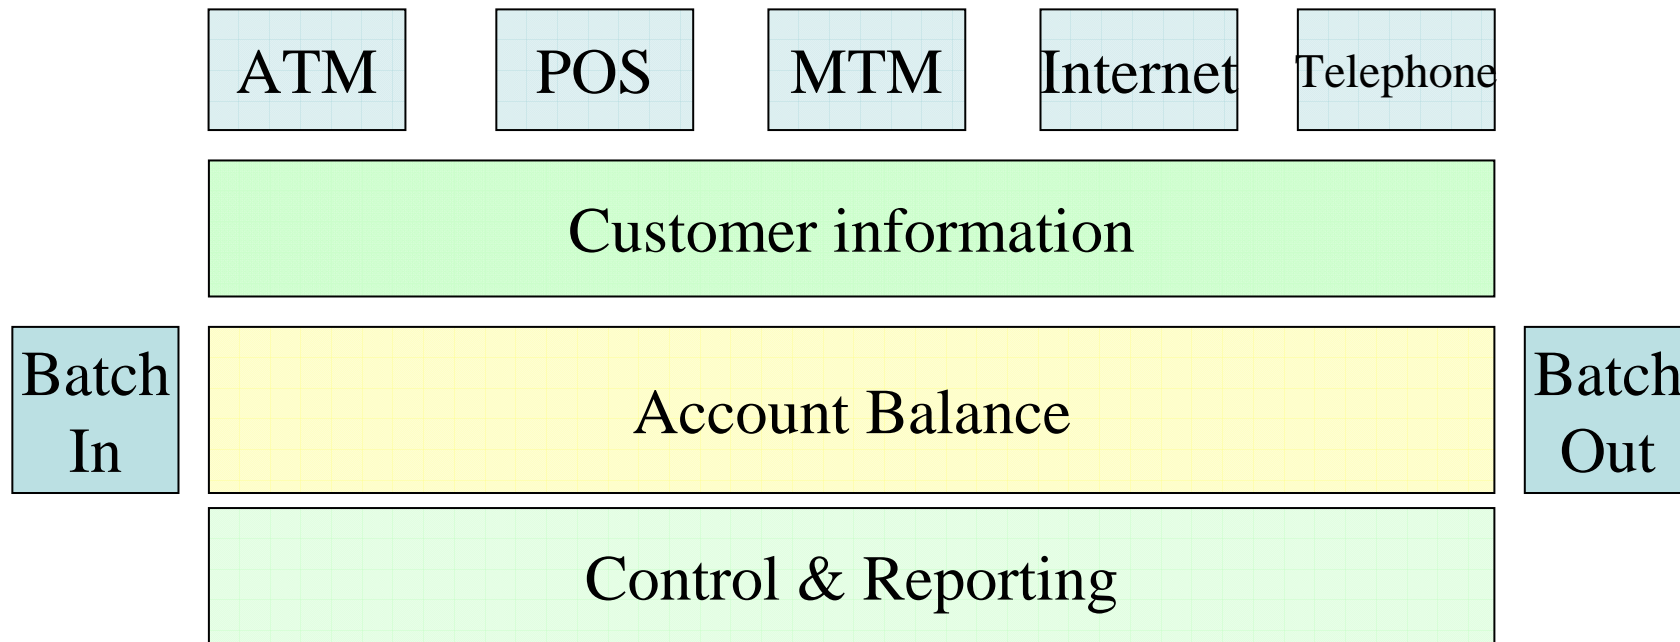 ATM
POS
MTM
Internet
Telephone
Customer information
Batch
In
Account Balance
Batch
Out
Control & Reporting